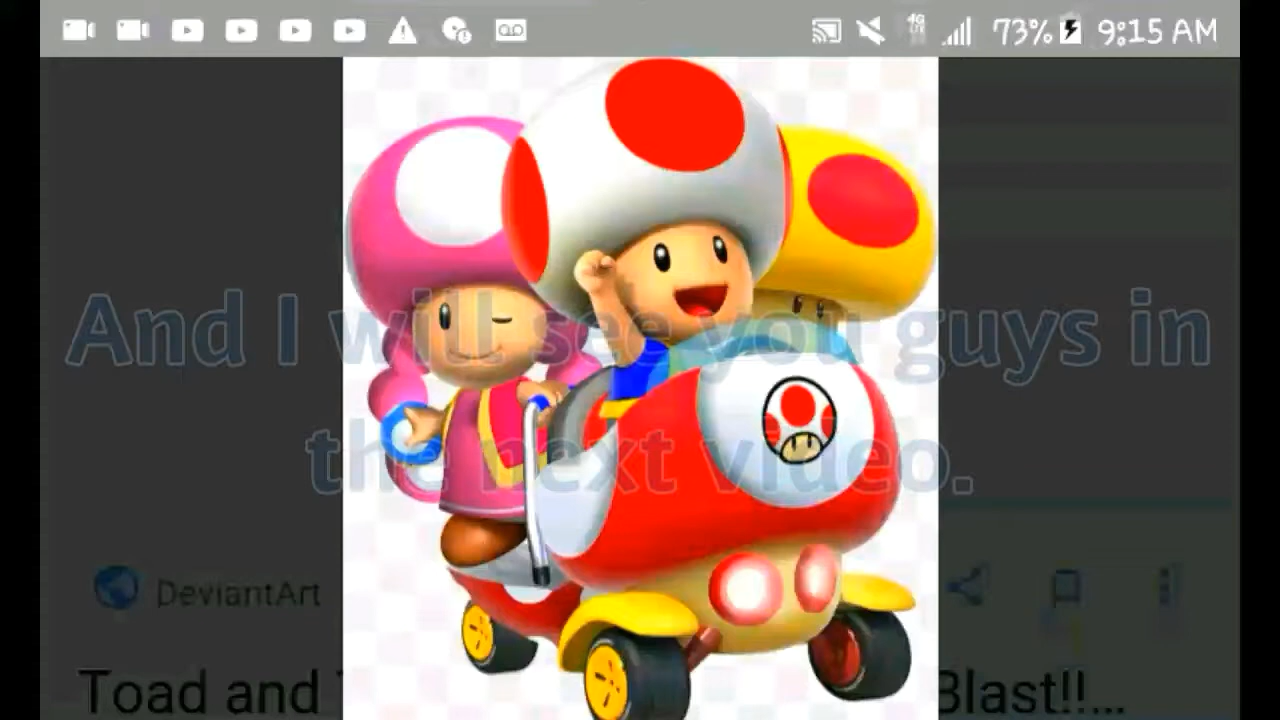 73% 9:15 AM
And I will see you guys in
the next video.
DeviantArt
Toad and Blast!!...